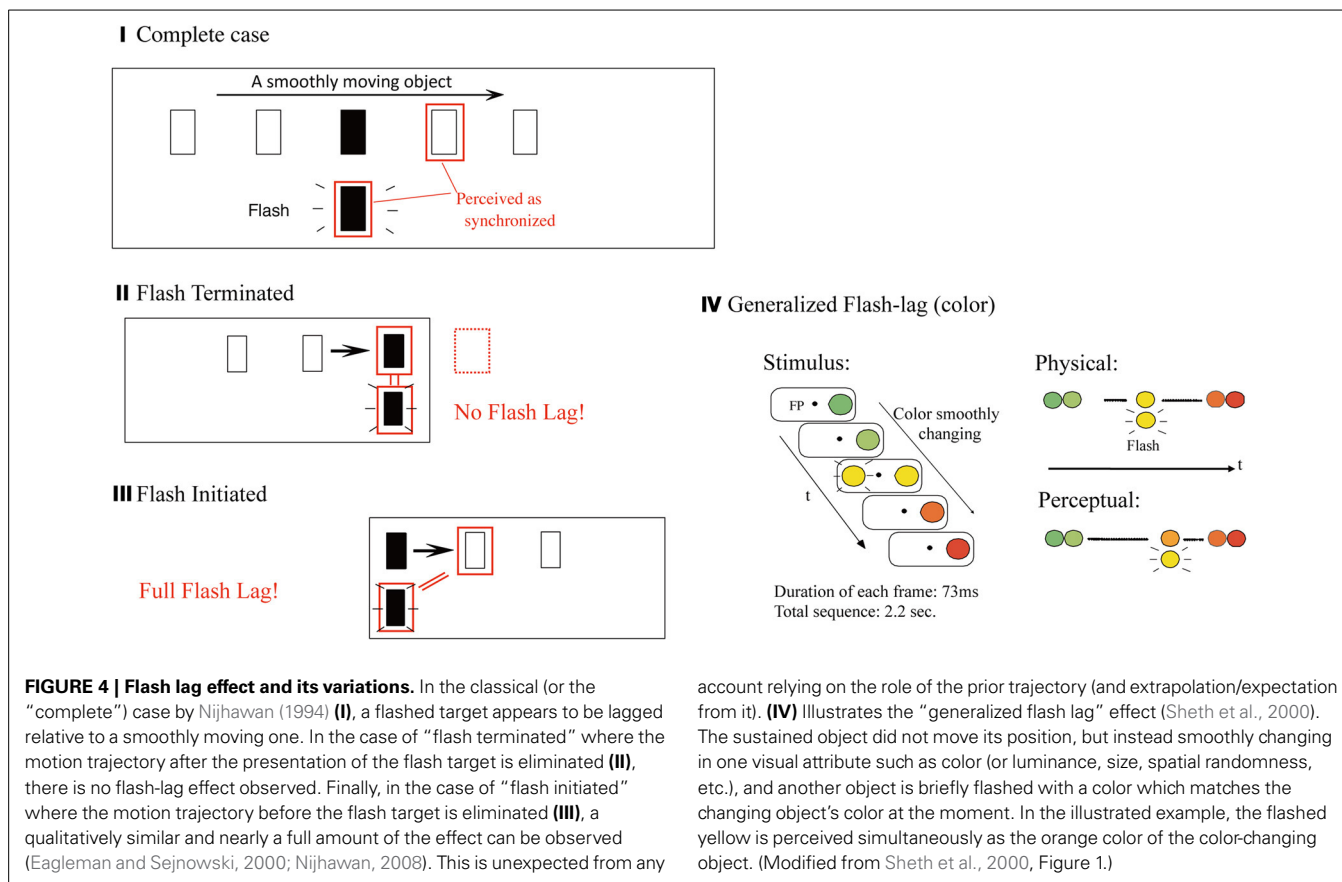 I Complete case
A smoothly moving object
Flash
Perceived as
synchronized
II Flash Terminated
No Flash Lag!
III Flash Initiated
Full Flash Lag!
IV Generalized Flash-lag (color)
Stimulus:
FP
Color smoothly
changing
t
Duration of each frame: 73ms
Total sequence: 2.2 sec.
Physical:
Flash
t
Perceptual:
FIGURE 4 | Flash lag effect and its variations. In the classical (or the
"complete") case by Nijhawan (1994) (I), a flashed target appears to be lagged
relative to a smoothly moving one. In the case of "flash terminated" where the
motion trajectory after the presentation of the flash target is eliminated (II),
there is no flash-lag effect observed. Finally, in the case of "flash initiated"
where the motion trajectory before the flash target is eliminated (III), a
qualitatively similar and nearly a full amount of the effect can be observed
(Eagleman and Sejnowski, 2000; Nijhawan, 2008). This is unexpected from any
account relying on the role of the prior trajectory (and extrapolation/expectation
from it). (IV) Illustrates the "generalized flash lag" effect (Sheth et al., 2000).
The sustained object did not move its position, but instead smoothly changing
in one visual attribute such as color (or luminance, size, spatial randomness,
etc.), and another object is briefly flashed with a color which matches the
changing object's color at the moment. In the illustrated example, the flashed
yellow is perceived simultaneously as the orange color of the color-changing
object. (Modified from Sheth et al., 2000, Figure 1.)